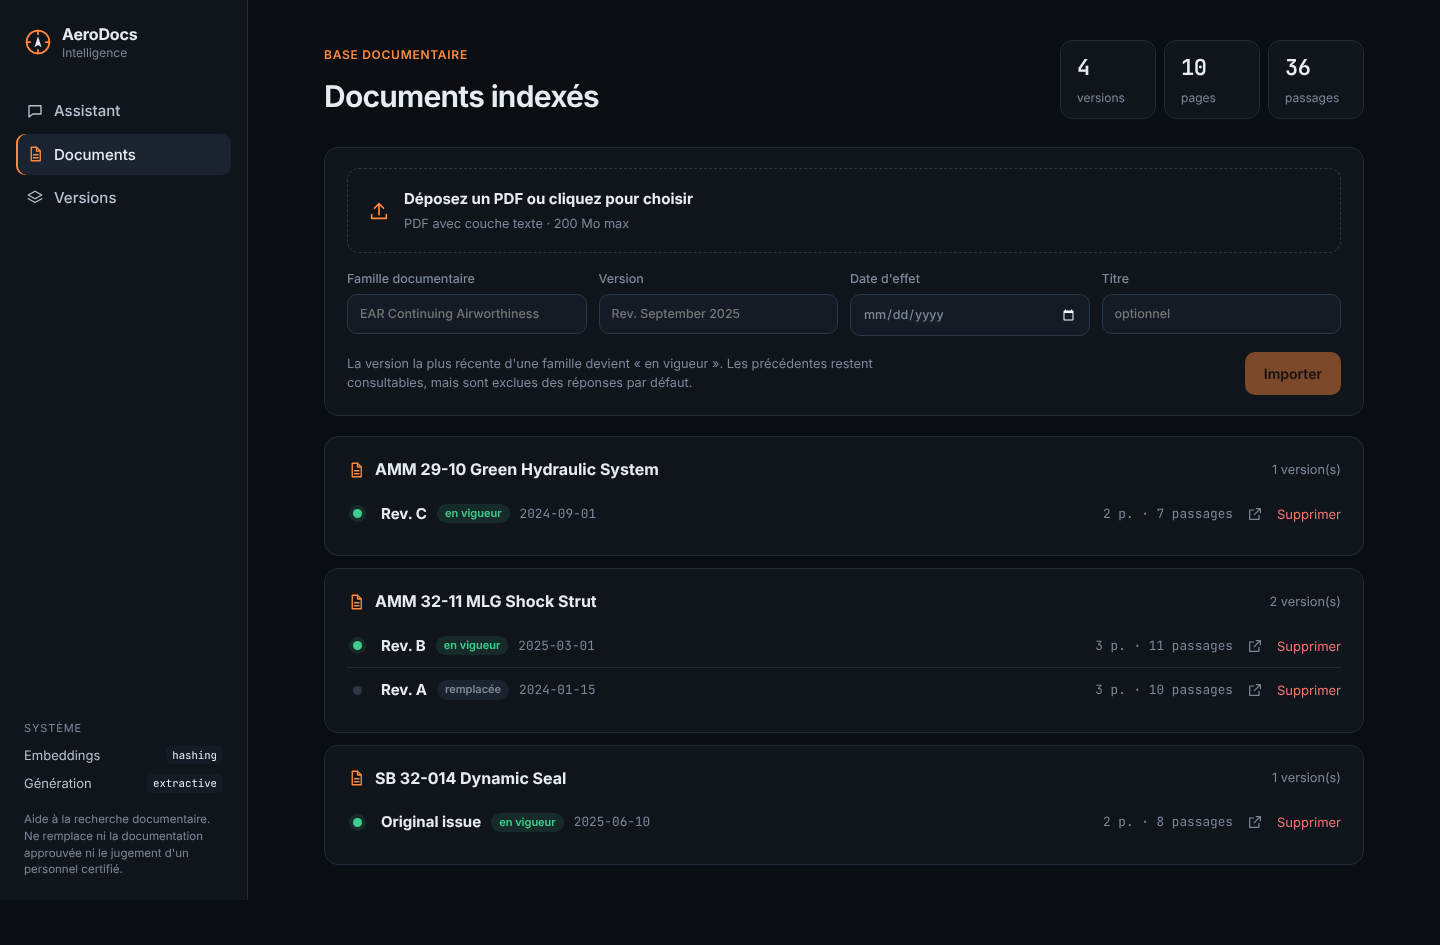 AeroDocs
Intelligence
Assistant
Documents
Versions
SYSTÈME
Embeddings hashing
Génération extractive
Aide à la recherche documentaire.
Ne remplace ni la documentation
approuvée ni le jugement d'un
personnel certifié.
BASE DOCUMENTAIRE
Documents indexés
4
versions
10
pages
36
passages
Déposez un PDF ou cliquez pour choisir
PDF avec couche texte · 200 Mo max
Famille documentaire
EAR Continuing Airworthiness
Version
Rev. September 2025
Date d'effet
mm/dd/yyyy
Titre
optionnel
La version la plus récente d'une famille devient « en vigueur ». Les précédentes restent
consultables, mais sont exclues des réponses par défaut.
Importer
AMM 29-10 Green Hydraulic System 1 version(s)
Rev. C en vigueur 2024-09-01 2 p. · 7 passages Supprimer
AMM 32-11 MLG Shock Strut 2 version(s)
Rev. B en vigueur 2025-03-01 3 p. · 11 passages Supprimer
Rev. A remplacée 2024-01-15 3 p. · 10 passages Supprimer
SB 32-014 Dynamic Seal 1 version(s)
Original issue en vigueur 2025-06-10 2 p. · 8 passages Supprimer